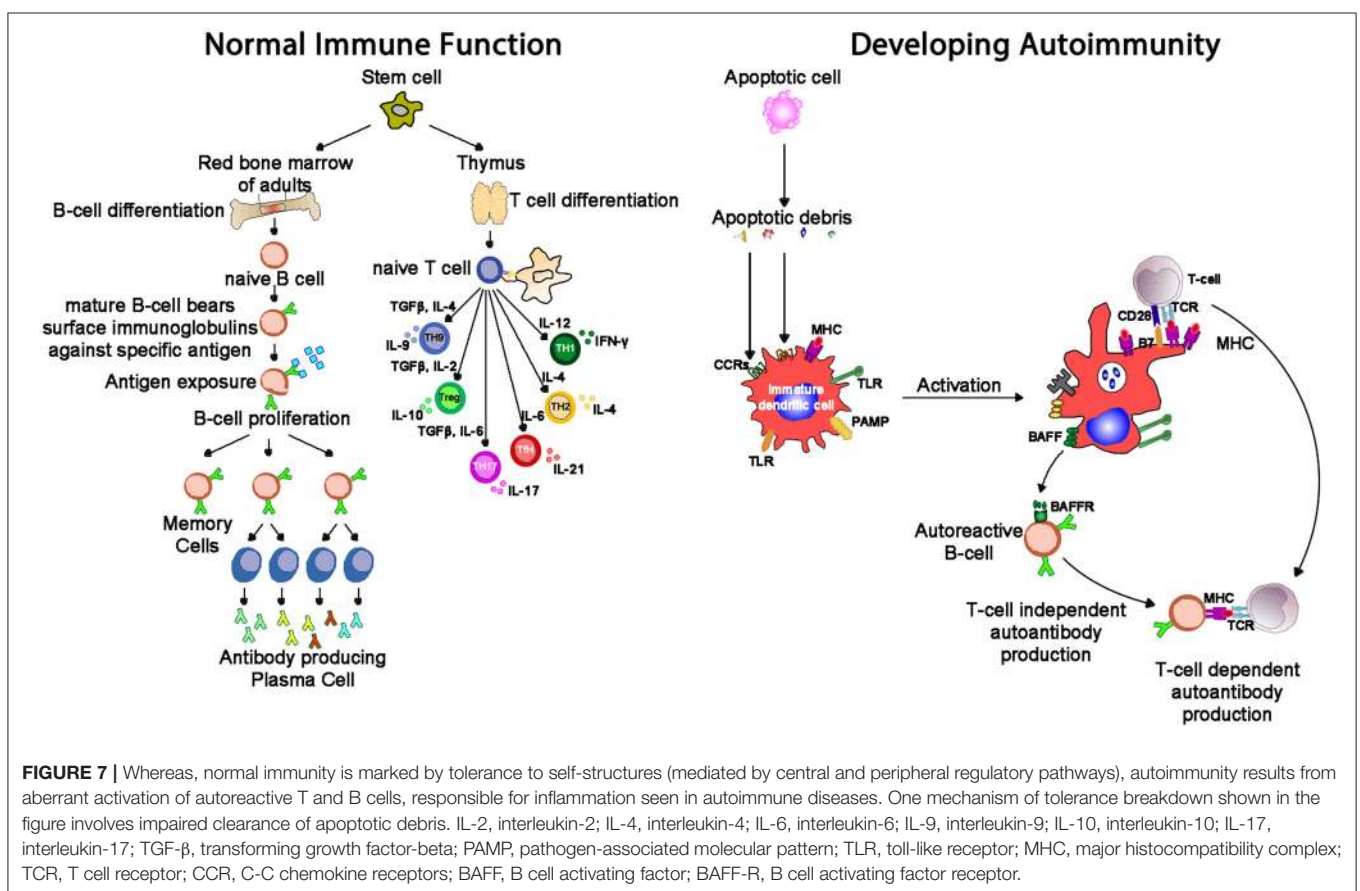 Normal Immune Function
Stem cell
Red bone marrow
of adults
B-cell differentiation
naive B cell
mature B-cell bears
surface immunoglobulins
against specific antigen
Antigen exposure
B-cell proliferation
Memory
Cells
Antibody producing
Plasma Cell
Thymus
T cell differentiation
naive T cell
TGFβ, IL-4
IL-9
TH9
TGFβ, IL-2
IL-10
Treg
TGFβ, IL-6
TH17
IL-17
IL-6
TfH
IL-21
IL-4
TH2
IL-4
IL-12
TH1
IFN-γ
Developing Autoimmunity
Apoptotic cell
Apoptotic debris
CCRs
MHC
Immature
dendritic cell
TLR
PAMP
TLR
Activation
T-cell
CD28
TCR
B7
MHC
BAFF
BAFFR
Autoreactive
B-cell
T-cell independent
autoantibody
production
MHC
TCR
T-cell dependent
autoantibody
production
FIGURE 7 | Whereas, normal immunity is marked by tolerance to self-structures (mediated by central and peripheral regulatory pathways), autoimmunity results from
aberrant activation of autoreactive T and B cells, responsible for inflammation seen in autoimmune diseases. One mechanism of tolerance breakdown shown in the
figure involves impaired clearance of apoptotic debris. IL-2, interleukin-2; IL-4, interleukin-4; IL-6, interleukin-6; IL-9, interleukin-9; IL-10, interleukin-10; IL-17,
interleukin-17; TGF-β, transforming growth factor-beta; PAMP, pathogen-associated molecular pattern; TLR, toll-like receptor; MHC, major histocompatibility complex;
TCR, T cell receptor; CCR, C-C chemokine receptors; BAFF, B cell activating factor; BAFF-R, B cell activating factor receptor.